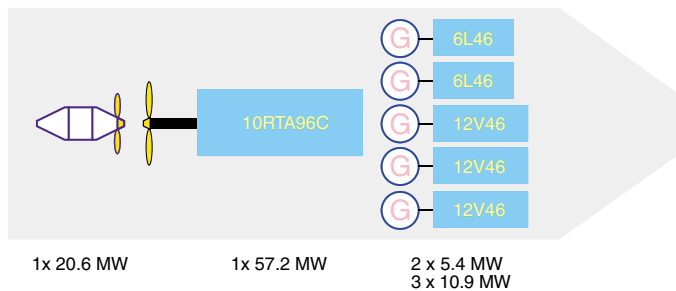 G 6L46
G 6L46
10RTA96C
G 12V46
G 12V46
G 12V46
1x 20.6 MW
1x 57.2 MW
2 x 5.4 MW
3 x 10.9 MW